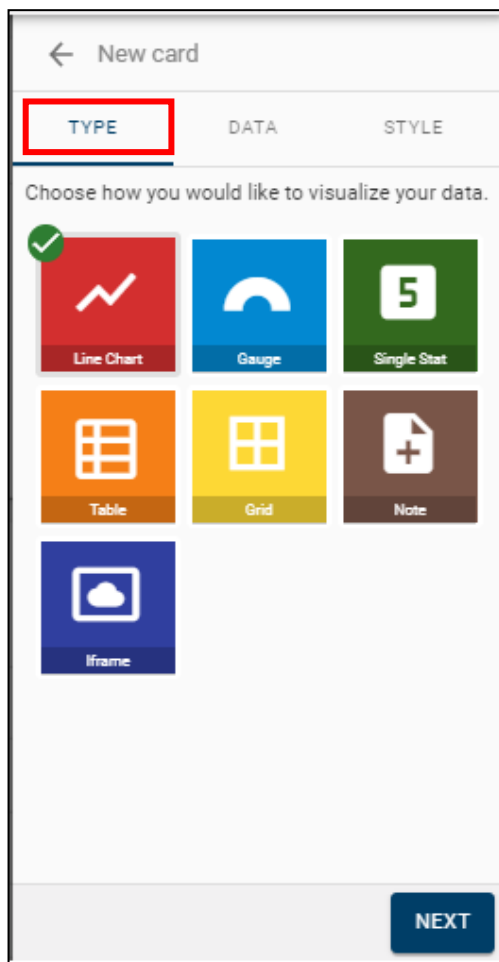 New card
TYPE DATA STYLE
Choose how you would like to visualize your data.
Line Chart Gauge 5 Single Stat
Table Grid Note
Iframe
NEXT